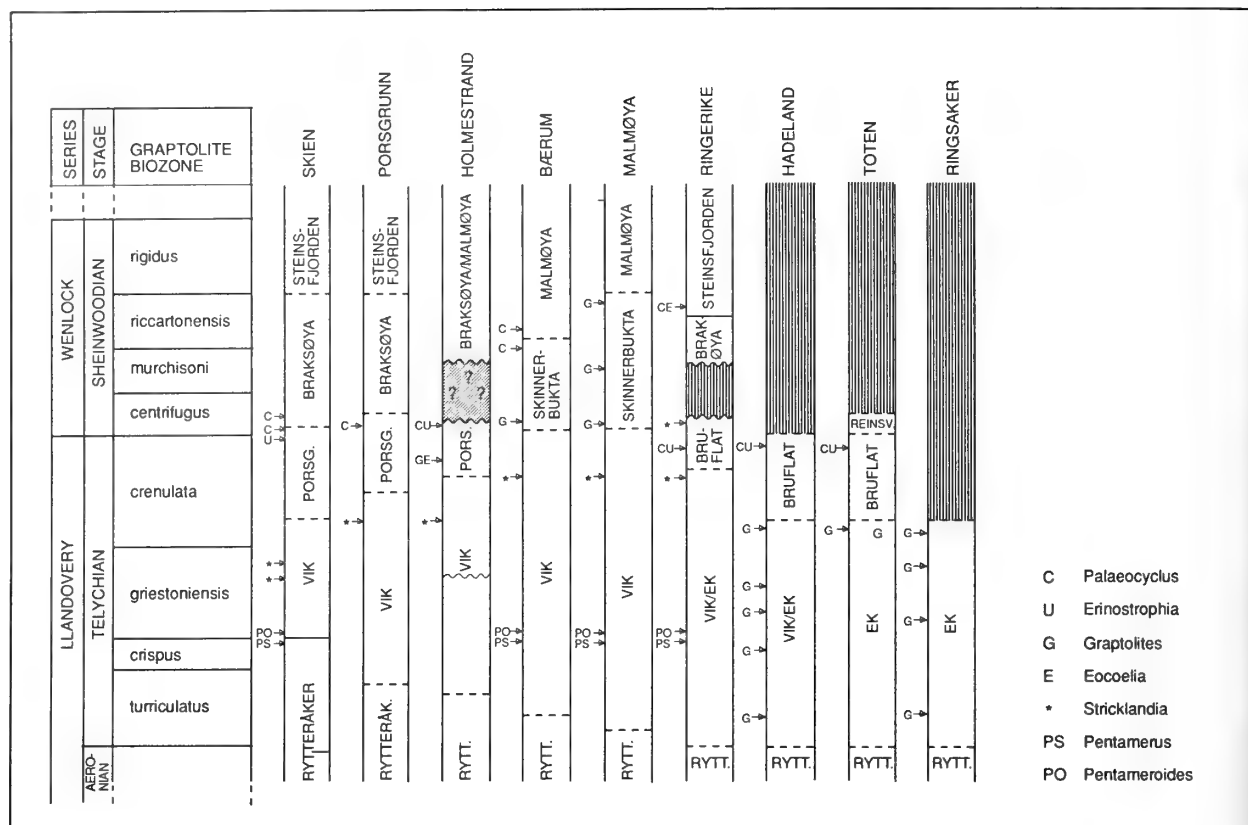 SERIES
STAGE
GRAPTOLITE
BIOZONE
SKIEN
PORSGRUNN
HOLMESTRAND
BÆRUM
MALMØYA
RINGERIKE
HADELAND
TOTEN
RINGSAKER
WENLOCK
SHEINWOODIAN
LLANDOVERY
TELYCHIAN
AERO-
NIAN
rigidus
riccartonensis
murchisoni
centrifugus
crenulata
griestoniensis
crispus
turriculatus
C
C
U
*
*
PO
PS
STEINS-
FJORDEN
BRAKSØYA
PORSG.
VIK
RYTTERÅKER
C
*
STEINS-
FJORDEN
BRAKSØYA
PORSG.
VIK
RYTTERÅK.
CU
GE
*
BRAKSØYA/MALMØYA
? ? ?
PORS.
VIK
RYTT.
C
C
G
*
PO
PS
MALMØYA
SKINNER-
BUKTA
VIK
RYTT.
G
G
G
*
PO
PS
MALMØYA
SKINNERBUKTA
VIK
RYTT.
CE
*
CU
*
PO
PS
STEINSFJORDEN
BRAK-
ØYA
BRU-
FLAT
VIK/EK
RYTT.
CU
G
G
G
G
G
BRUFLAT
VIK/EK
RYTT.
CU
G
REINSV.
BRUFLAT
G
EK
RYTT.
G
G
G
G
EK
RYTT.
C Palaeocyclus
U Erinostrophia
G Graptolites
E Eocoelia
* Stricklandia
PS Pentamerus
PO Pentameroides